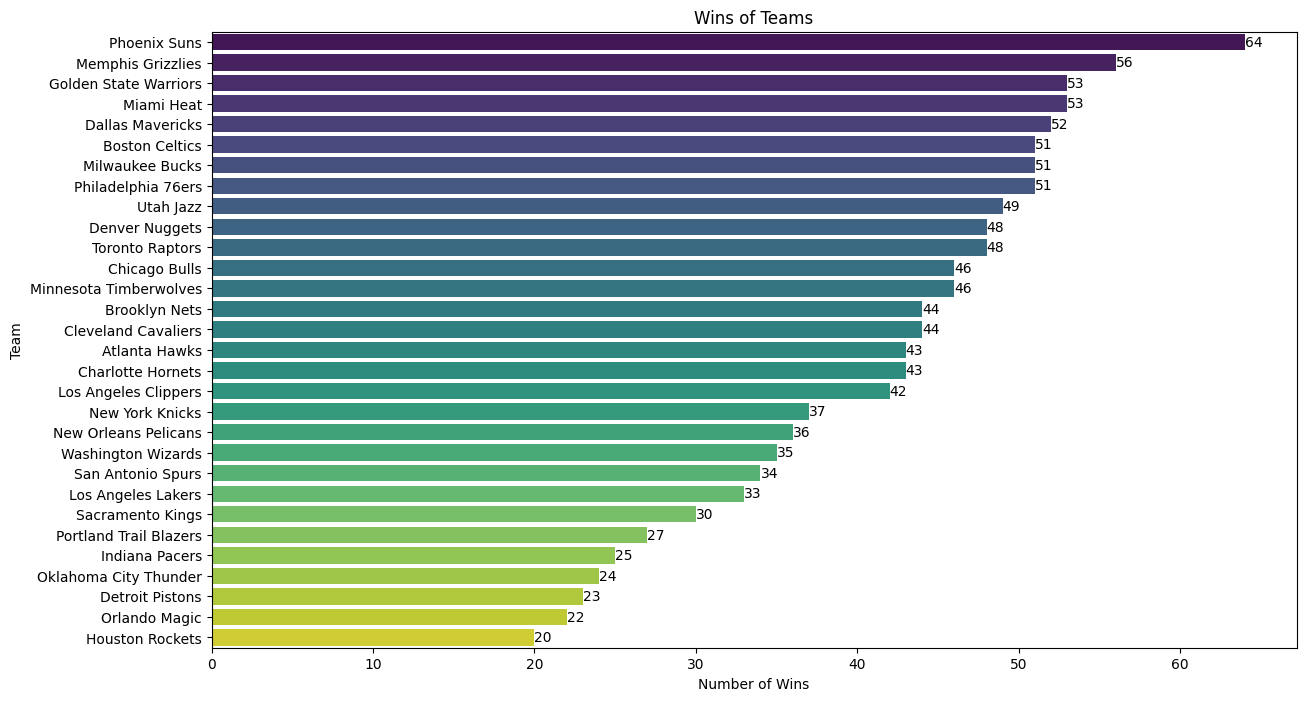 Wins of Teams
Phoenix Suns 64
Memphis Grizzlies 56
Golden State Warriors 53
Miami Heat 53
Dallas Mavericks 52
Boston Celtics 51
Milwaukee Bucks 51
Philadelphia 76ers 51
Utah Jazz 49
Denver Nuggets 48
Toronto Raptors 48
Chicago Bulls 46
Minnesota Timberwolves 46
Brooklyn Nets 44
Cleveland Cavaliers 44
Atlanta Hawks 43
Charlotte Hornets 43
Los Angeles Clippers 42
New York Knicks 37
New Orleans Pelicans 36
Washington Wizards 35
San Antonio Spurs 34
Los Angeles Lakers 33
Sacramento Kings 30
Portland Trail Blazers 27
Indiana Pacers 25
Oklahoma City Thunder 24
Detroit Pistons 23
Orlando Magic 22
Houston Rockets 20
Team
0 10 20 30 40 50 60
Number of Wins